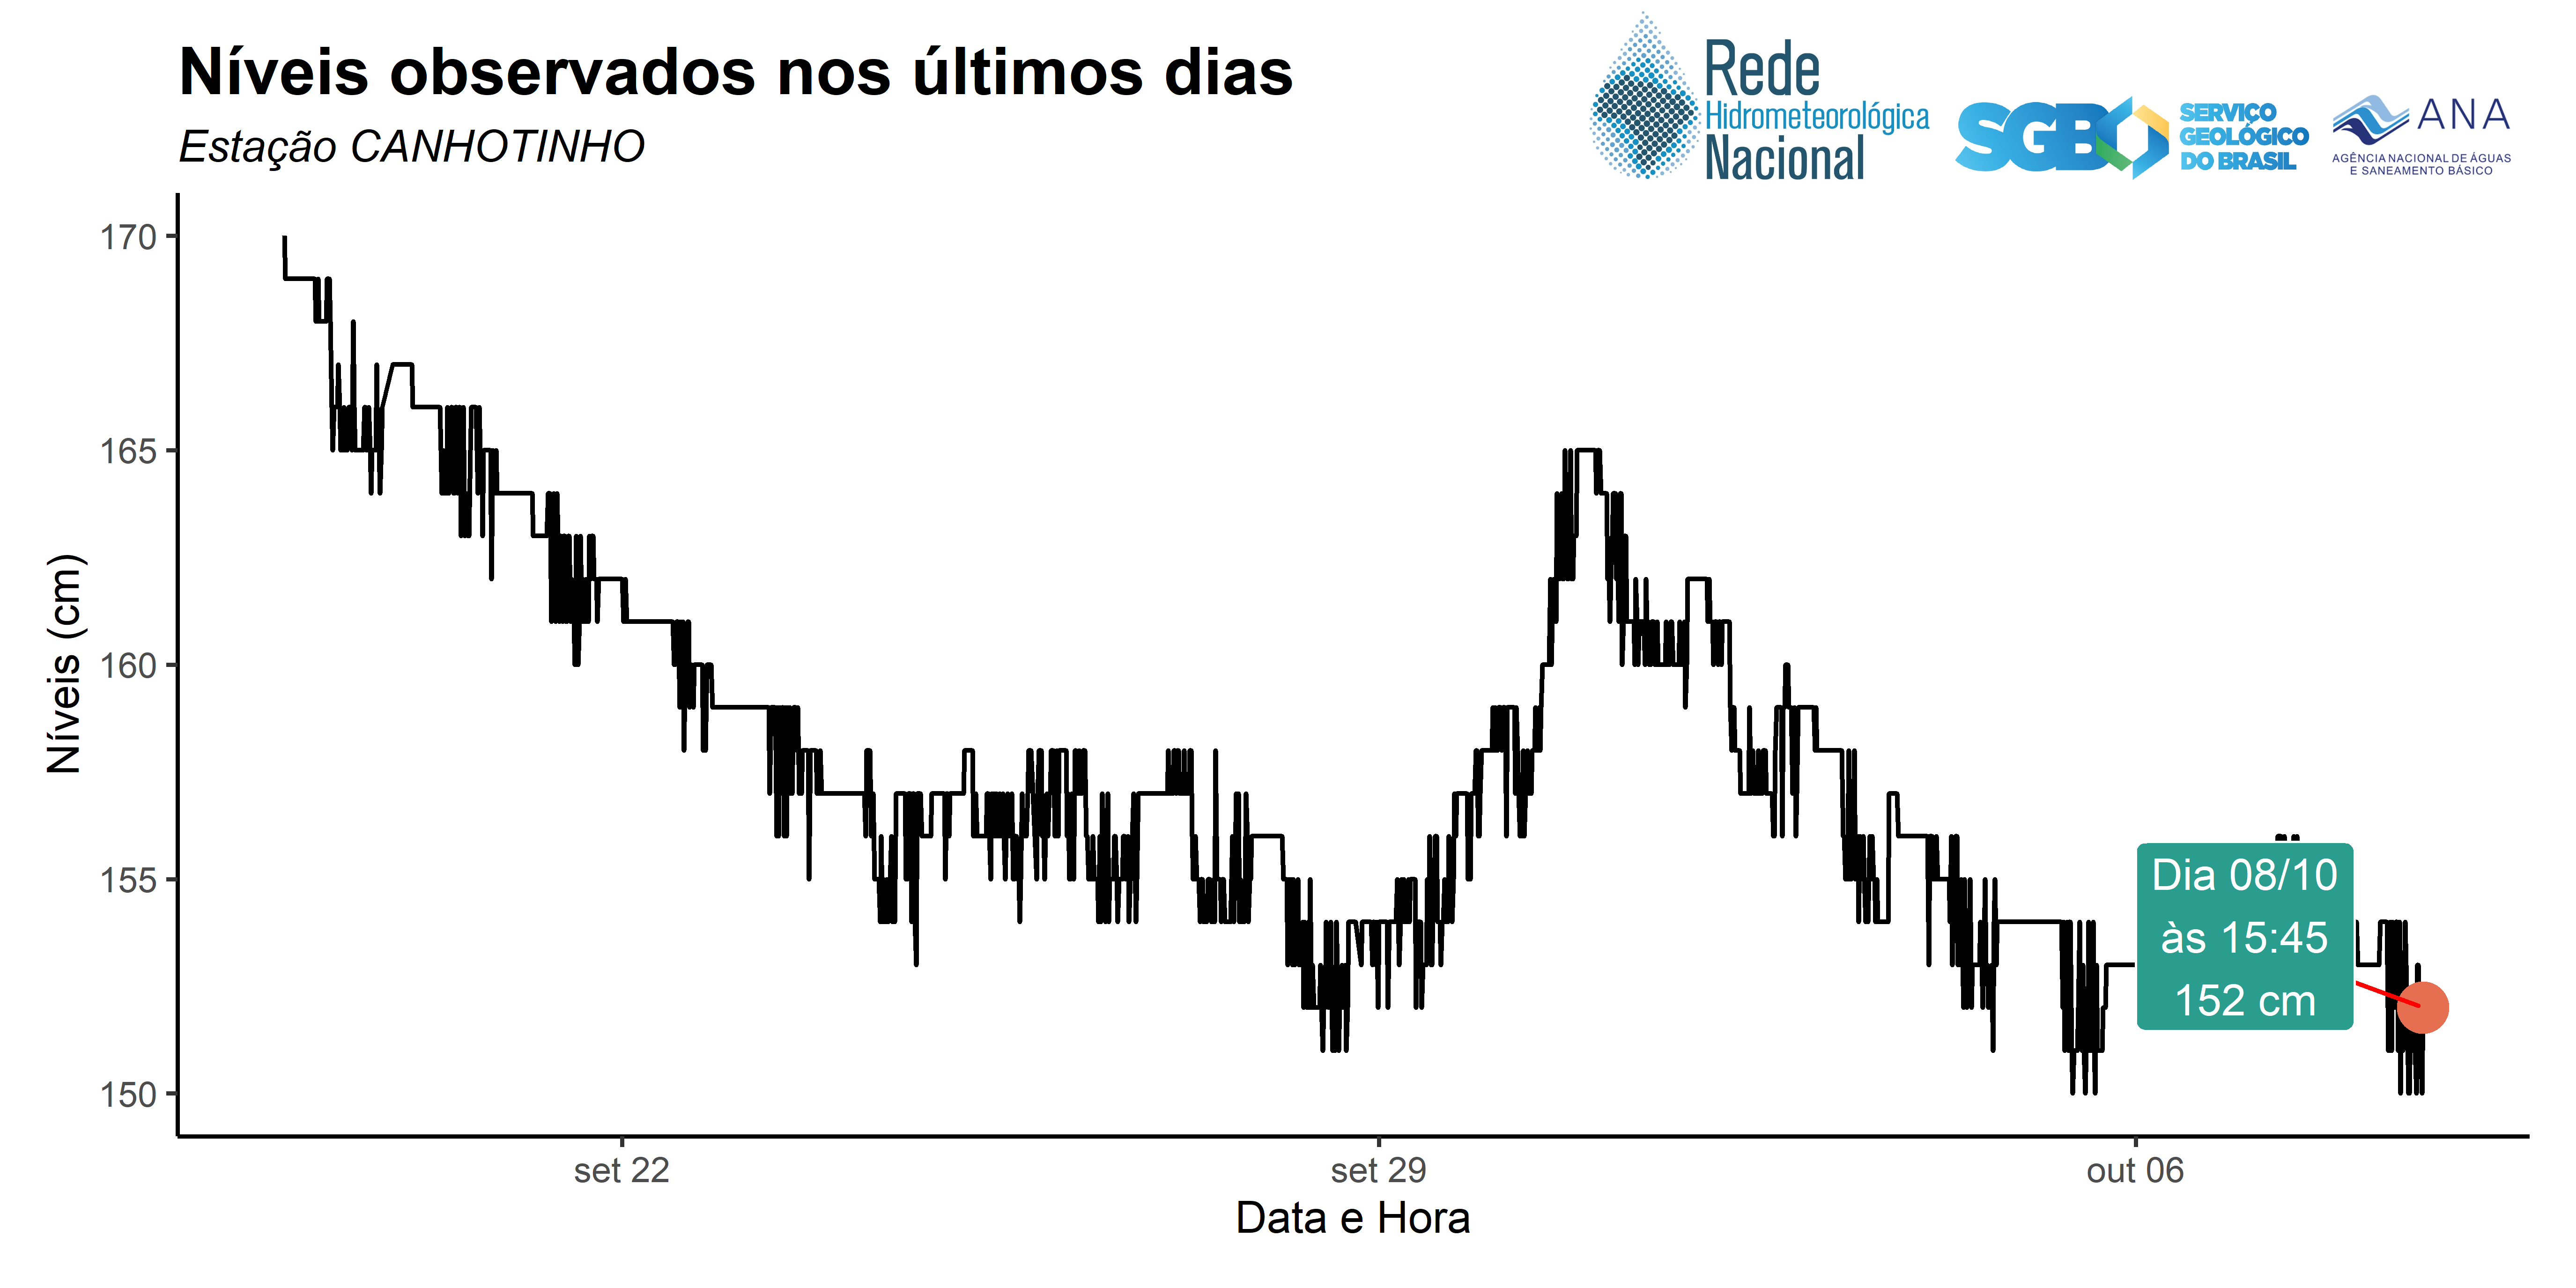 Níveis observados nos últimos dias
Estação CANHOTINHO
Rede
Hidrometeorológica
Nacional
SGB
SERVIÇO
GEOLÓGICO
DO BRASIL
ANA
AGÊNCIA NACIONAL DE ÁGUAS
E SANEAMENTO BÁSICO
Níveis (cm)
170
165
160
155
150
Dia 08/10
às 15:45
152 cm
set 22
set 29
out 06
Data e Hora